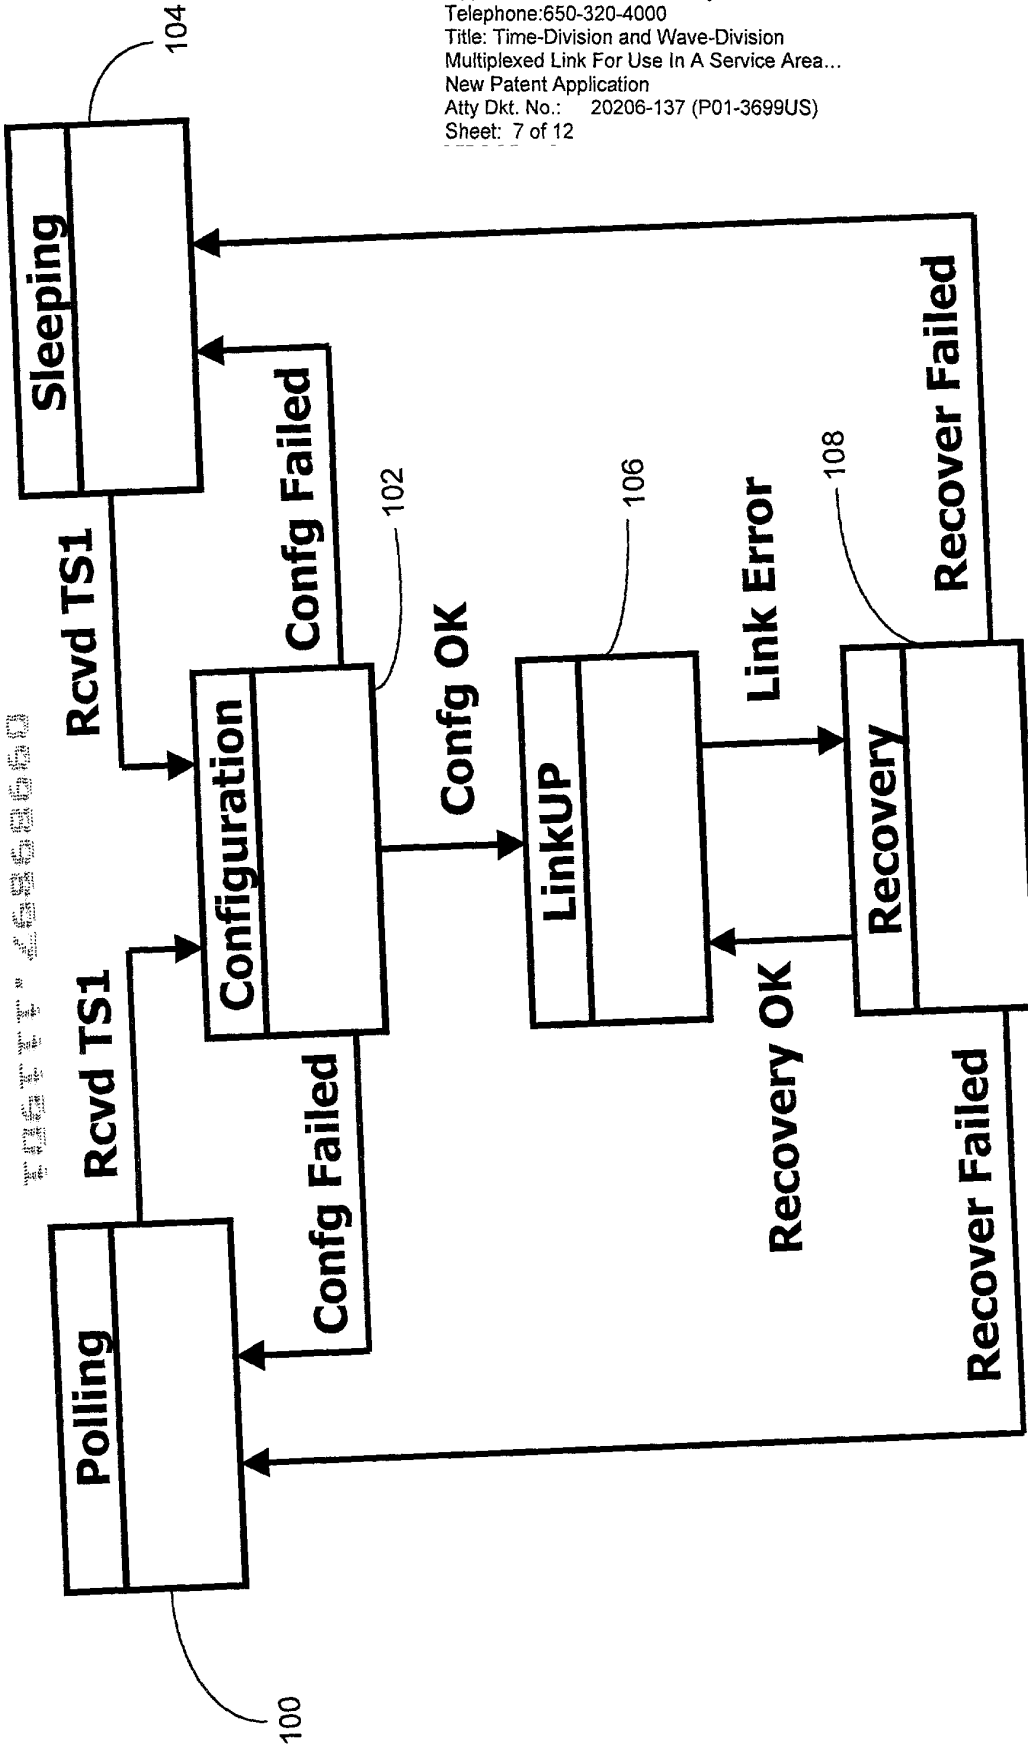 Telephone:650-320-4000
Title: Time-Division and Wave-Division
Multiplexed Link For Use In A Service Area...
New Patent Application
Atty Dkt. No.: 20206-137 (P01-3699US)
Sheet: 7 of 12
Polling
100
Sleeping
104
Rcvd TS1
Rcvd TS1
Configuration
102
Confg Failed
Confg Failed
Confg OK
LinkUP
106
Recovery OK
Link Error
Recovery
108
Recover Failed
Recover Failed